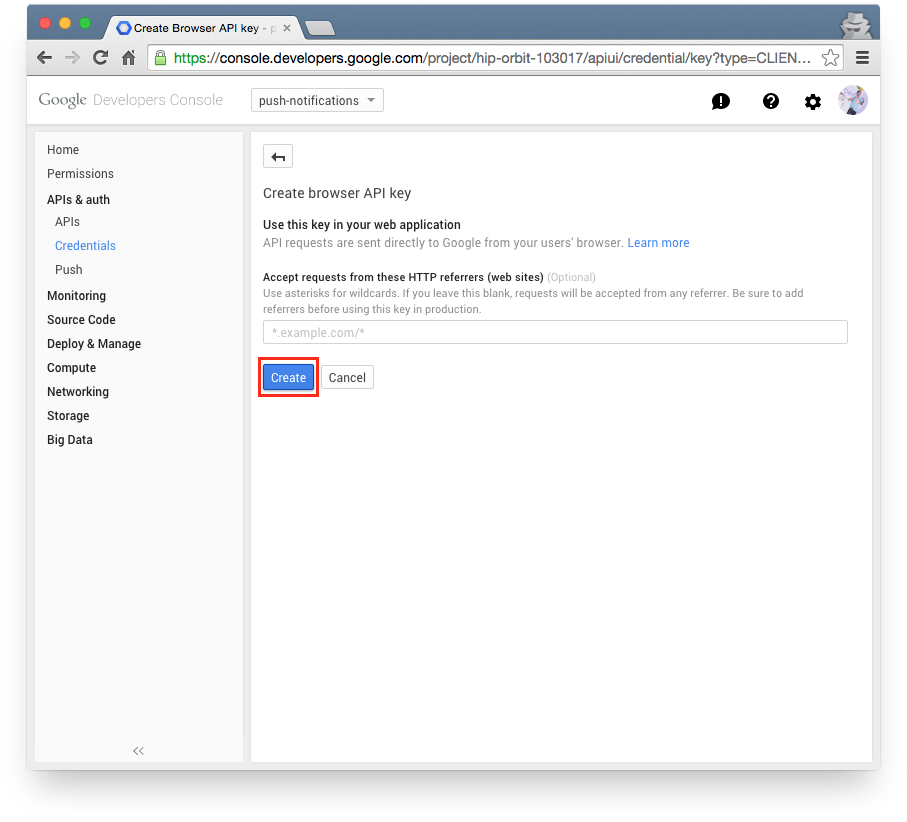 Create Browser API key - p
https://console.developers.google.com/project/hip-orbit-103017/apiui/credential/key?type=CLIEN...
Google Developers Console
push-notifications
Home
Permissions
APIs & auth
APIs
Credentials
Push
Monitoring
Source Code
Deploy & Manage
Compute
Networking
Storage
Big Data
Create browser API key
Use this key in your web application
API requests are sent directly to Google from your users' browser. Learn more
Accept requests from these HTTP referrers (web sites) (Optional)
Use asterisks for wildcards. If you leave this blank, requests will be accepted from any referrer. Be sure to add
referrers before using this key in production.
*.example.com/*
Create
Cancel